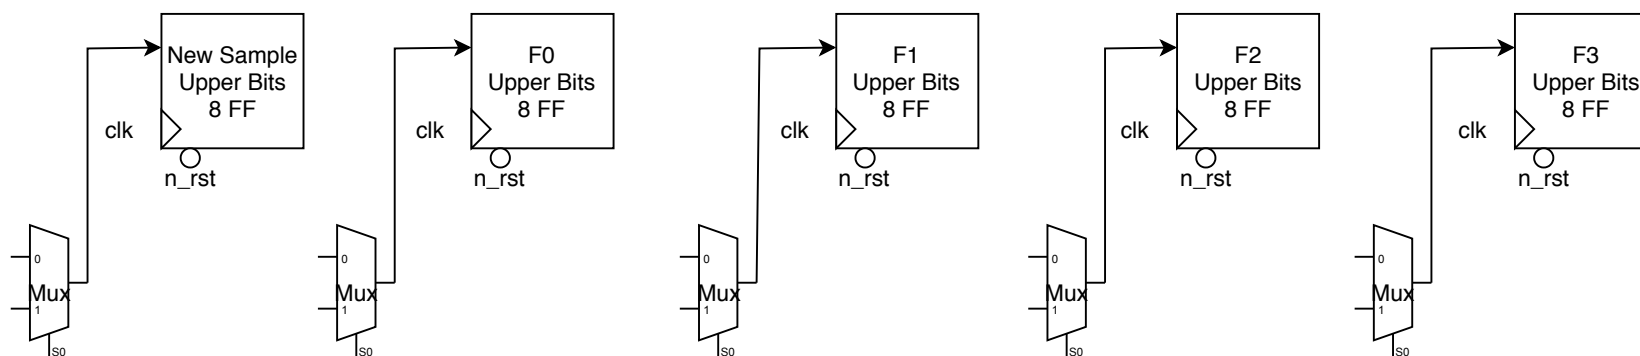 New Sample
Upper Bits
8 FF
clk
n_rst
0
Mux
1
S0
F0
Upper Bits
8 FF
clk
n_rst
0
Mux
1
S0
F1
Upper Bits
8 FF
clk
n_rst
0
Mux
1
S0
F2
Upper Bits
8 FF
clk
n_rst
0
Mux
1
S0
F3
Upper Bits
8 FF
clk
n_rst
0
Mux
1
S0